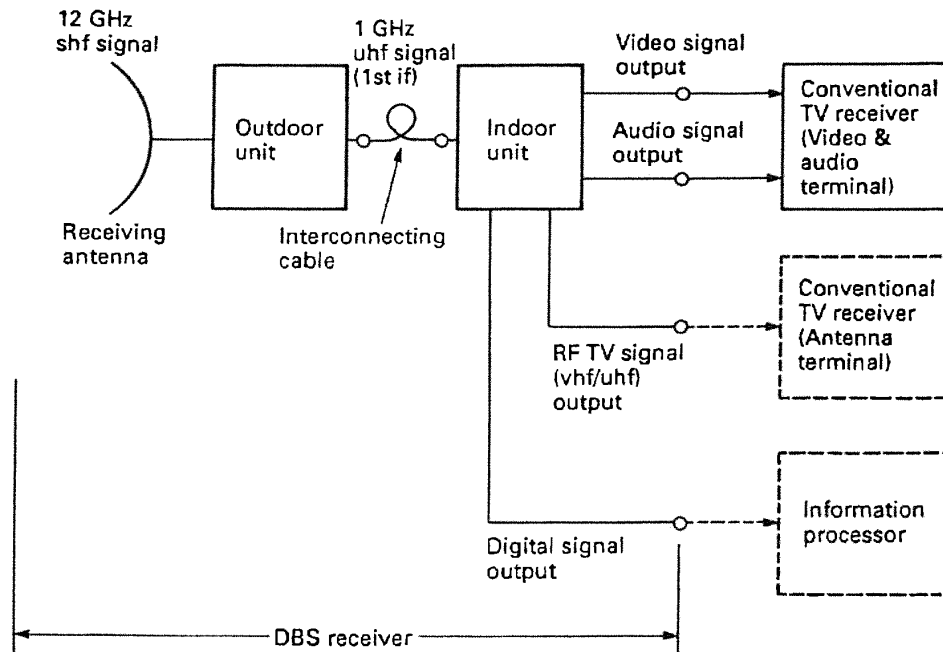 12 GHz
shf signal
1 GHz
uhf signal
(1st if)
Outdoor
unit
Indoor
unit
Receiving
antenna
Interconnecting
cable
Video signal
output
Audio signal
output
Conventional
TV receiver
(Video &
audio
terminal)
RF TV signal
(vhf/uhf)
output
Conventional
TV receiver
(Antenna
terminal)
Digital signal
output
Information
processor
DBS receiver